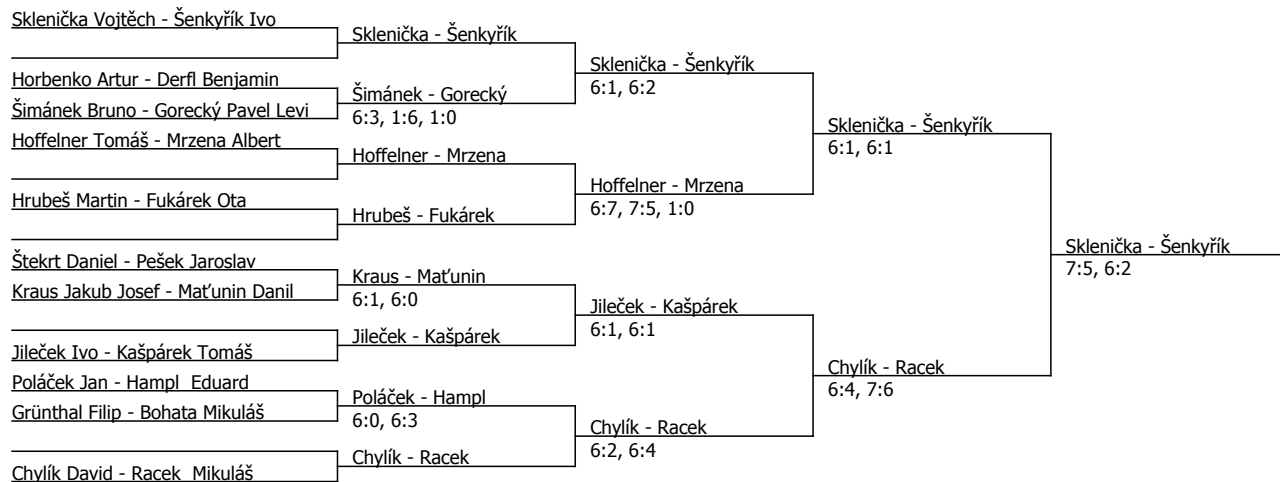 Sklenička Vojtěch - Šenkyřík Ivo
Sklenička - Šenkyřík
Sklenička - Šenkyřík
6:1, 6:2
Horbenko Artur - Derfl Benjamin
Šimánek - Gorecký
6:3, 1:6, 1:0
Šimánek Bruno - Gorecký Pavel Levi
Sklenička - Šenkyřík
6:1, 6:1
Hoffelner Tomáš - Mrzena Albert
Hoffelner - Mrzena
Hoffelner - Mrzena
6:7, 7:5, 1:0
Hrubeš Martin - Fukárek Ota
Hrubeš - Fukárek
Sklenička - Šenkyřík
7:5, 6:2
Štekrt Daniel - Pešek Jaroslav
Kraus - Maťunin
6:1, 6:0
Kraus Jakub Josef - Maťunin Danil
Jileček - Kašpárek
6:1, 6:1
Jileček - Kašpárek
Jileček Ivo - Kašpárek Tomáš
Chylík - Racek
6:4, 7:6
Poláček Jan - Hampl  Eduard
Poláček - Hampl
6:0, 6:3
Grünthal Filip - Bohata Mikuláš
Chylík - Racek
6:2, 6:4
Chylík - Racek
Chylík David - Racek  Mikuláš